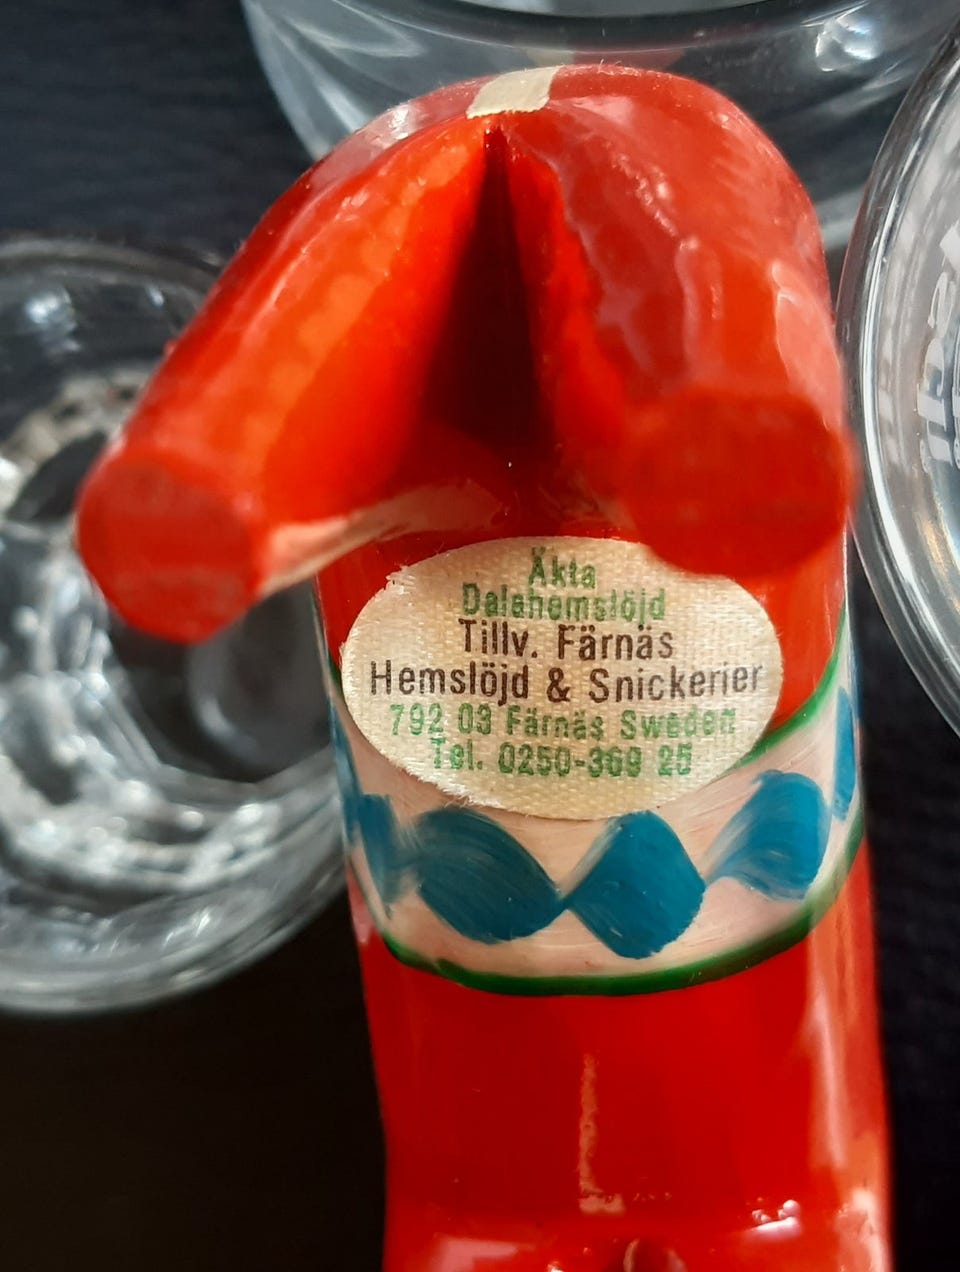 Äkta
Dalahemslöjd
Tillv. Färnäs
Hemslöjd & Snickerier
792 03 Färnäs Sweden
Tel. 0250-369 25